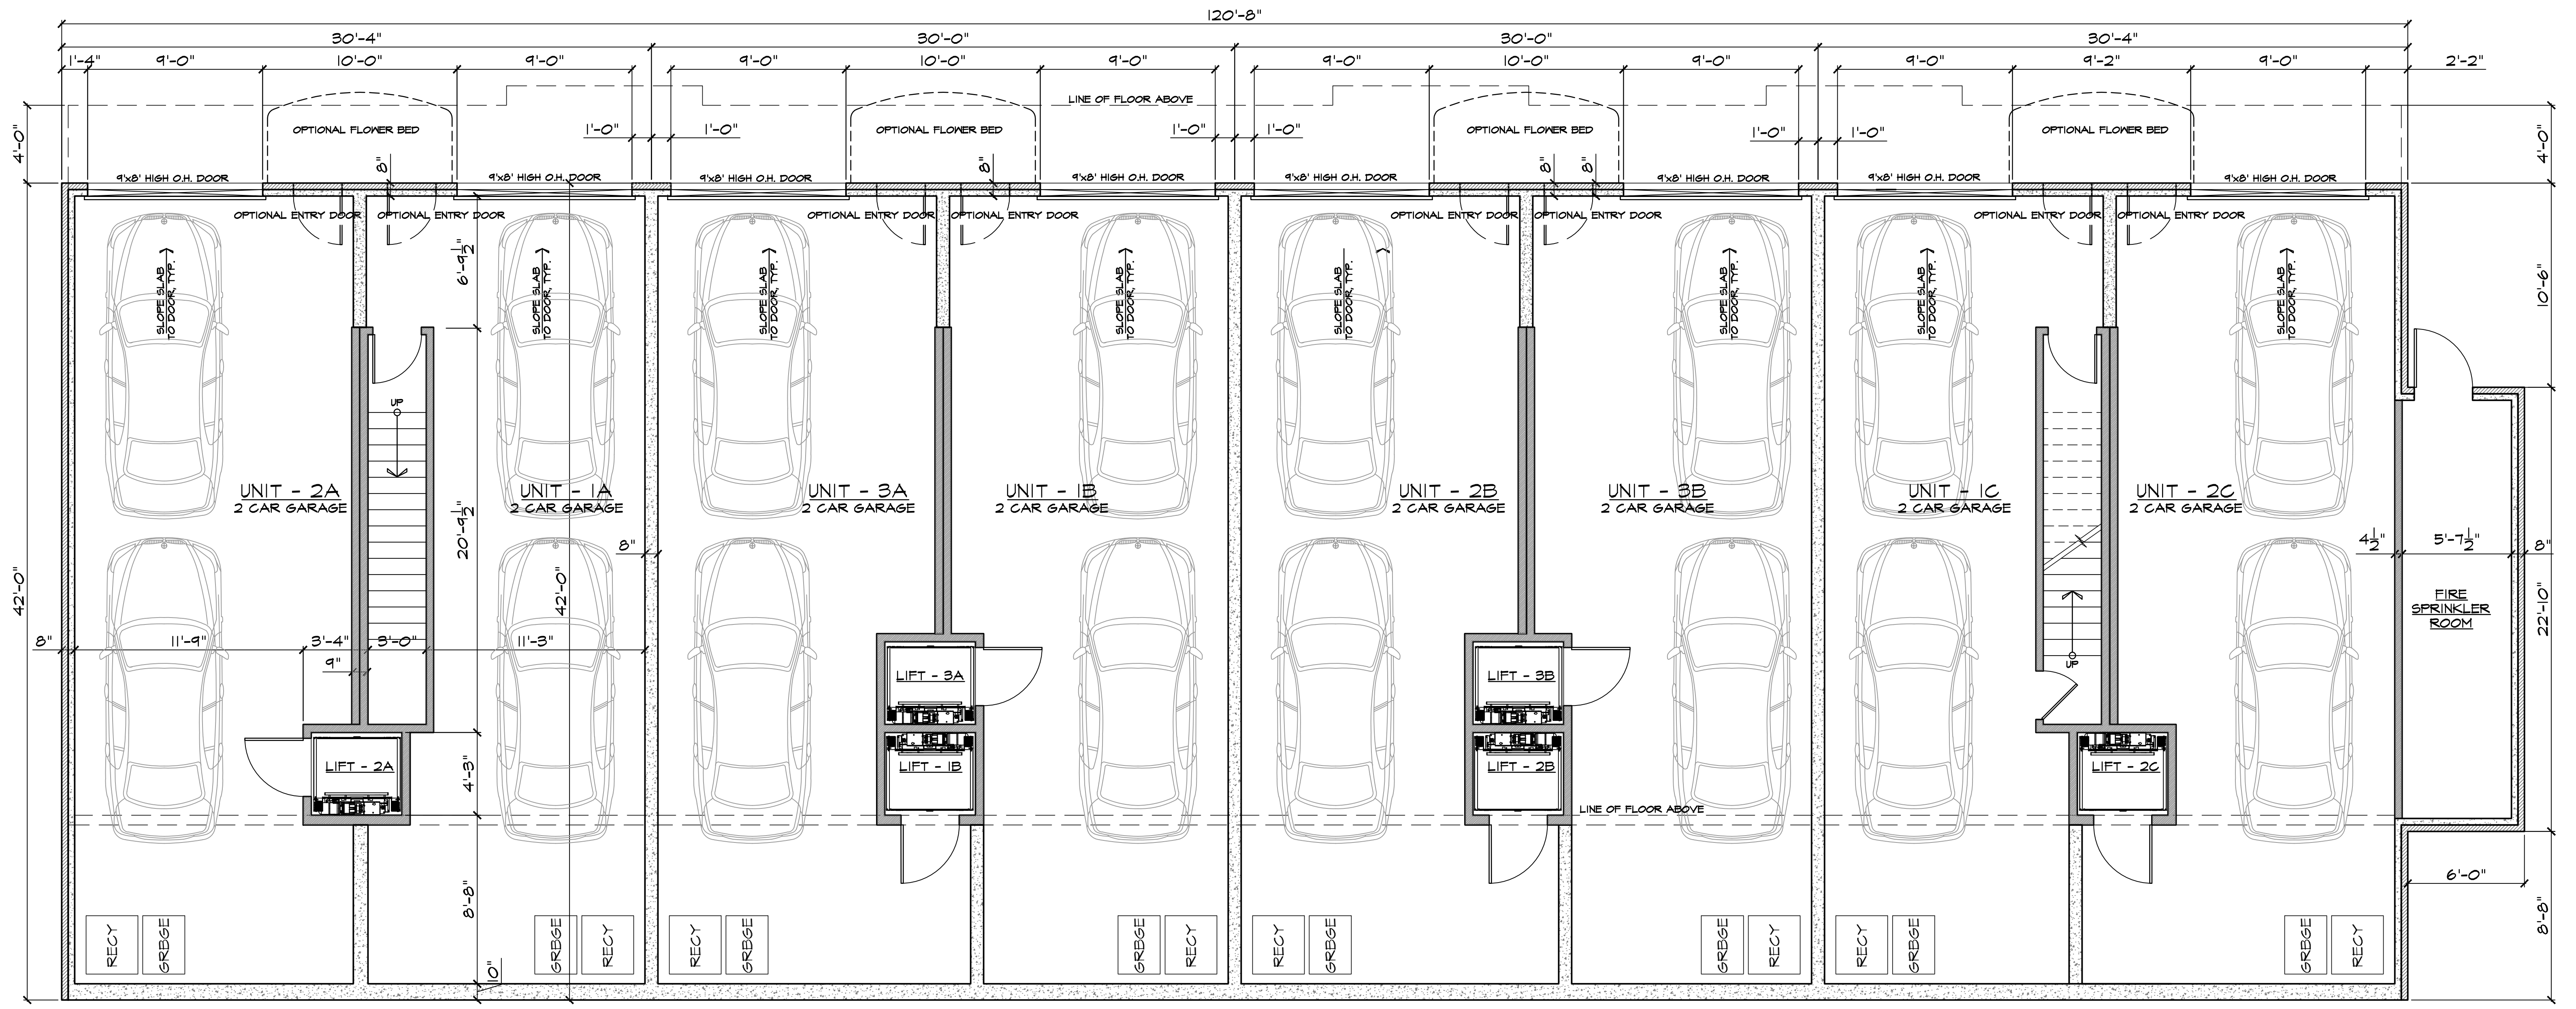 120'-8"
30'-4"
30'-0"
30'-0"
30'-4"
1'-4"
9'-0"
10'-0"
9'-0"
9'-0"
10'-0"
9'-0"
9'-0"
10'-0"
9'-0"
9'-0"
9'-2"
9'-0"
2'-2"
LINE OF FLOOR ABOVE
4'-0"
OPTIONAL FLOWER BED
1'-0"
1'-0"
OPTIONAL FLOWER BED
1'-0"
1'-0"
OPTIONAL FLOWER BED
1'-0"
1'-0"
OPTIONAL FLOWER BED
4'-0"
8"
8"
8"
8"
9'x8' HIGH O.H. DOOR
9'x8' HIGH O.H. DOOR
9'x8' HIGH O.H. DOOR
9'x8' HIGH O.H. DOOR
9'x8' HIGH O.H. DOOR
9'x8' HIGH O.H. DOOR
9'x8' HIGH O.H. DOOR
9'x8' HIGH O.H. DOOR
OPTIONAL ENTRY DOOR
OPTIONAL ENTRY DOOR
OPTIONAL ENTRY DOOR
OPTIONAL ENTRY DOOR
OPTIONAL ENTRY DOOR
OPTIONAL ENTRY DOOR
OPTIONAL ENTRY DOOR
OPTIONAL ENTRY DOOR
SLOPE SLAB
TO DOOR, TYP.
6'-9 1/2"
SLOPE SLAB
TO DOOR, TYP.
SLOPE SLAB
TO DOOR, TYP.
SLOPE SLAB
TO DOOR, TYP.
SLOPE SLAB
TO DOOR, TYP.
SLOPE SLAB
TO DOOR, TYP.
SLOPE SLAB
TO DOOR, TYP.
SLOPE SLAB
TO DOOR, TYP.
10'-6"
UP
UNIT - 2A
2 CAR GARAGE
UNIT - 1A
2 CAR GARAGE
UNIT - 3A
2 CAR GARAGE
UNIT - 1B
2 CAR GARAGE
UNIT - 2B
2 CAR GARAGE
UNIT - 3B
2 CAR GARAGE
UNIT - 1C
2 CAR GARAGE
UNIT - 2C
2 CAR GARAGE
20'-9 1/2"
8"
4 1/2"
5'-7 1/2"
8"
42'-0"
42'-0"
FIRE
SPRINKLER
ROOM
22'-10"
8"
11'-9"
3'-4"
3'-0"
11'-3"
9"
UP
LIFT - 3A
LIFT - 3B
LIFT - 2A
LIFT - 1B
LIFT - 2B
LIFT - 2C
4'-3"
LINE OF FLOOR ABOVE
6'-0"
8'-8"
8'-8"
RECY
GRBGE
GRBGE
RECY
RECY
GRBGE
GRBGE
RECY
RECY
GRBGE
GRBGE
RECY
RECY
GRBGE
GRBGE
RECY
10"